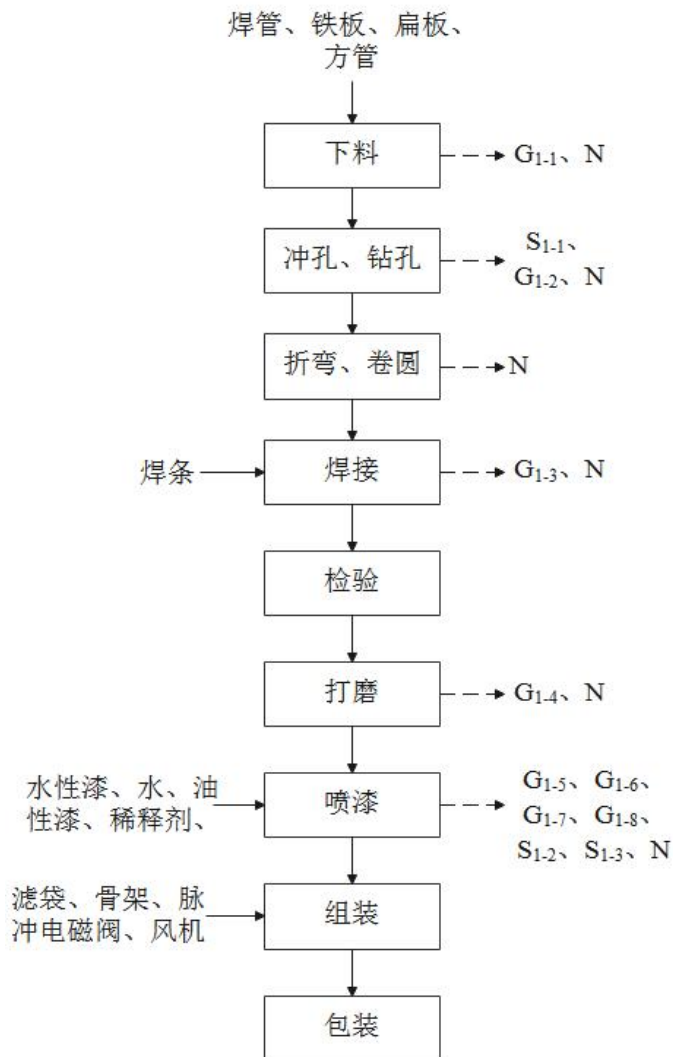 焊管、铁板、扁板、
方管
下料
G1-1、N
冲孔、钻孔
S1-1、
G1-2、N
折弯、卷圆
N
焊条
焊接
G1-3、N
检验
打磨
G1-4、N
水性漆、水、油
性漆、稀释剂、
喷漆
G1-5、G1-6、
G1-7、G1-8、
S1-2、S1-3、N
滤袋、骨架、脉
冲电磁阀、风机
组装
包装